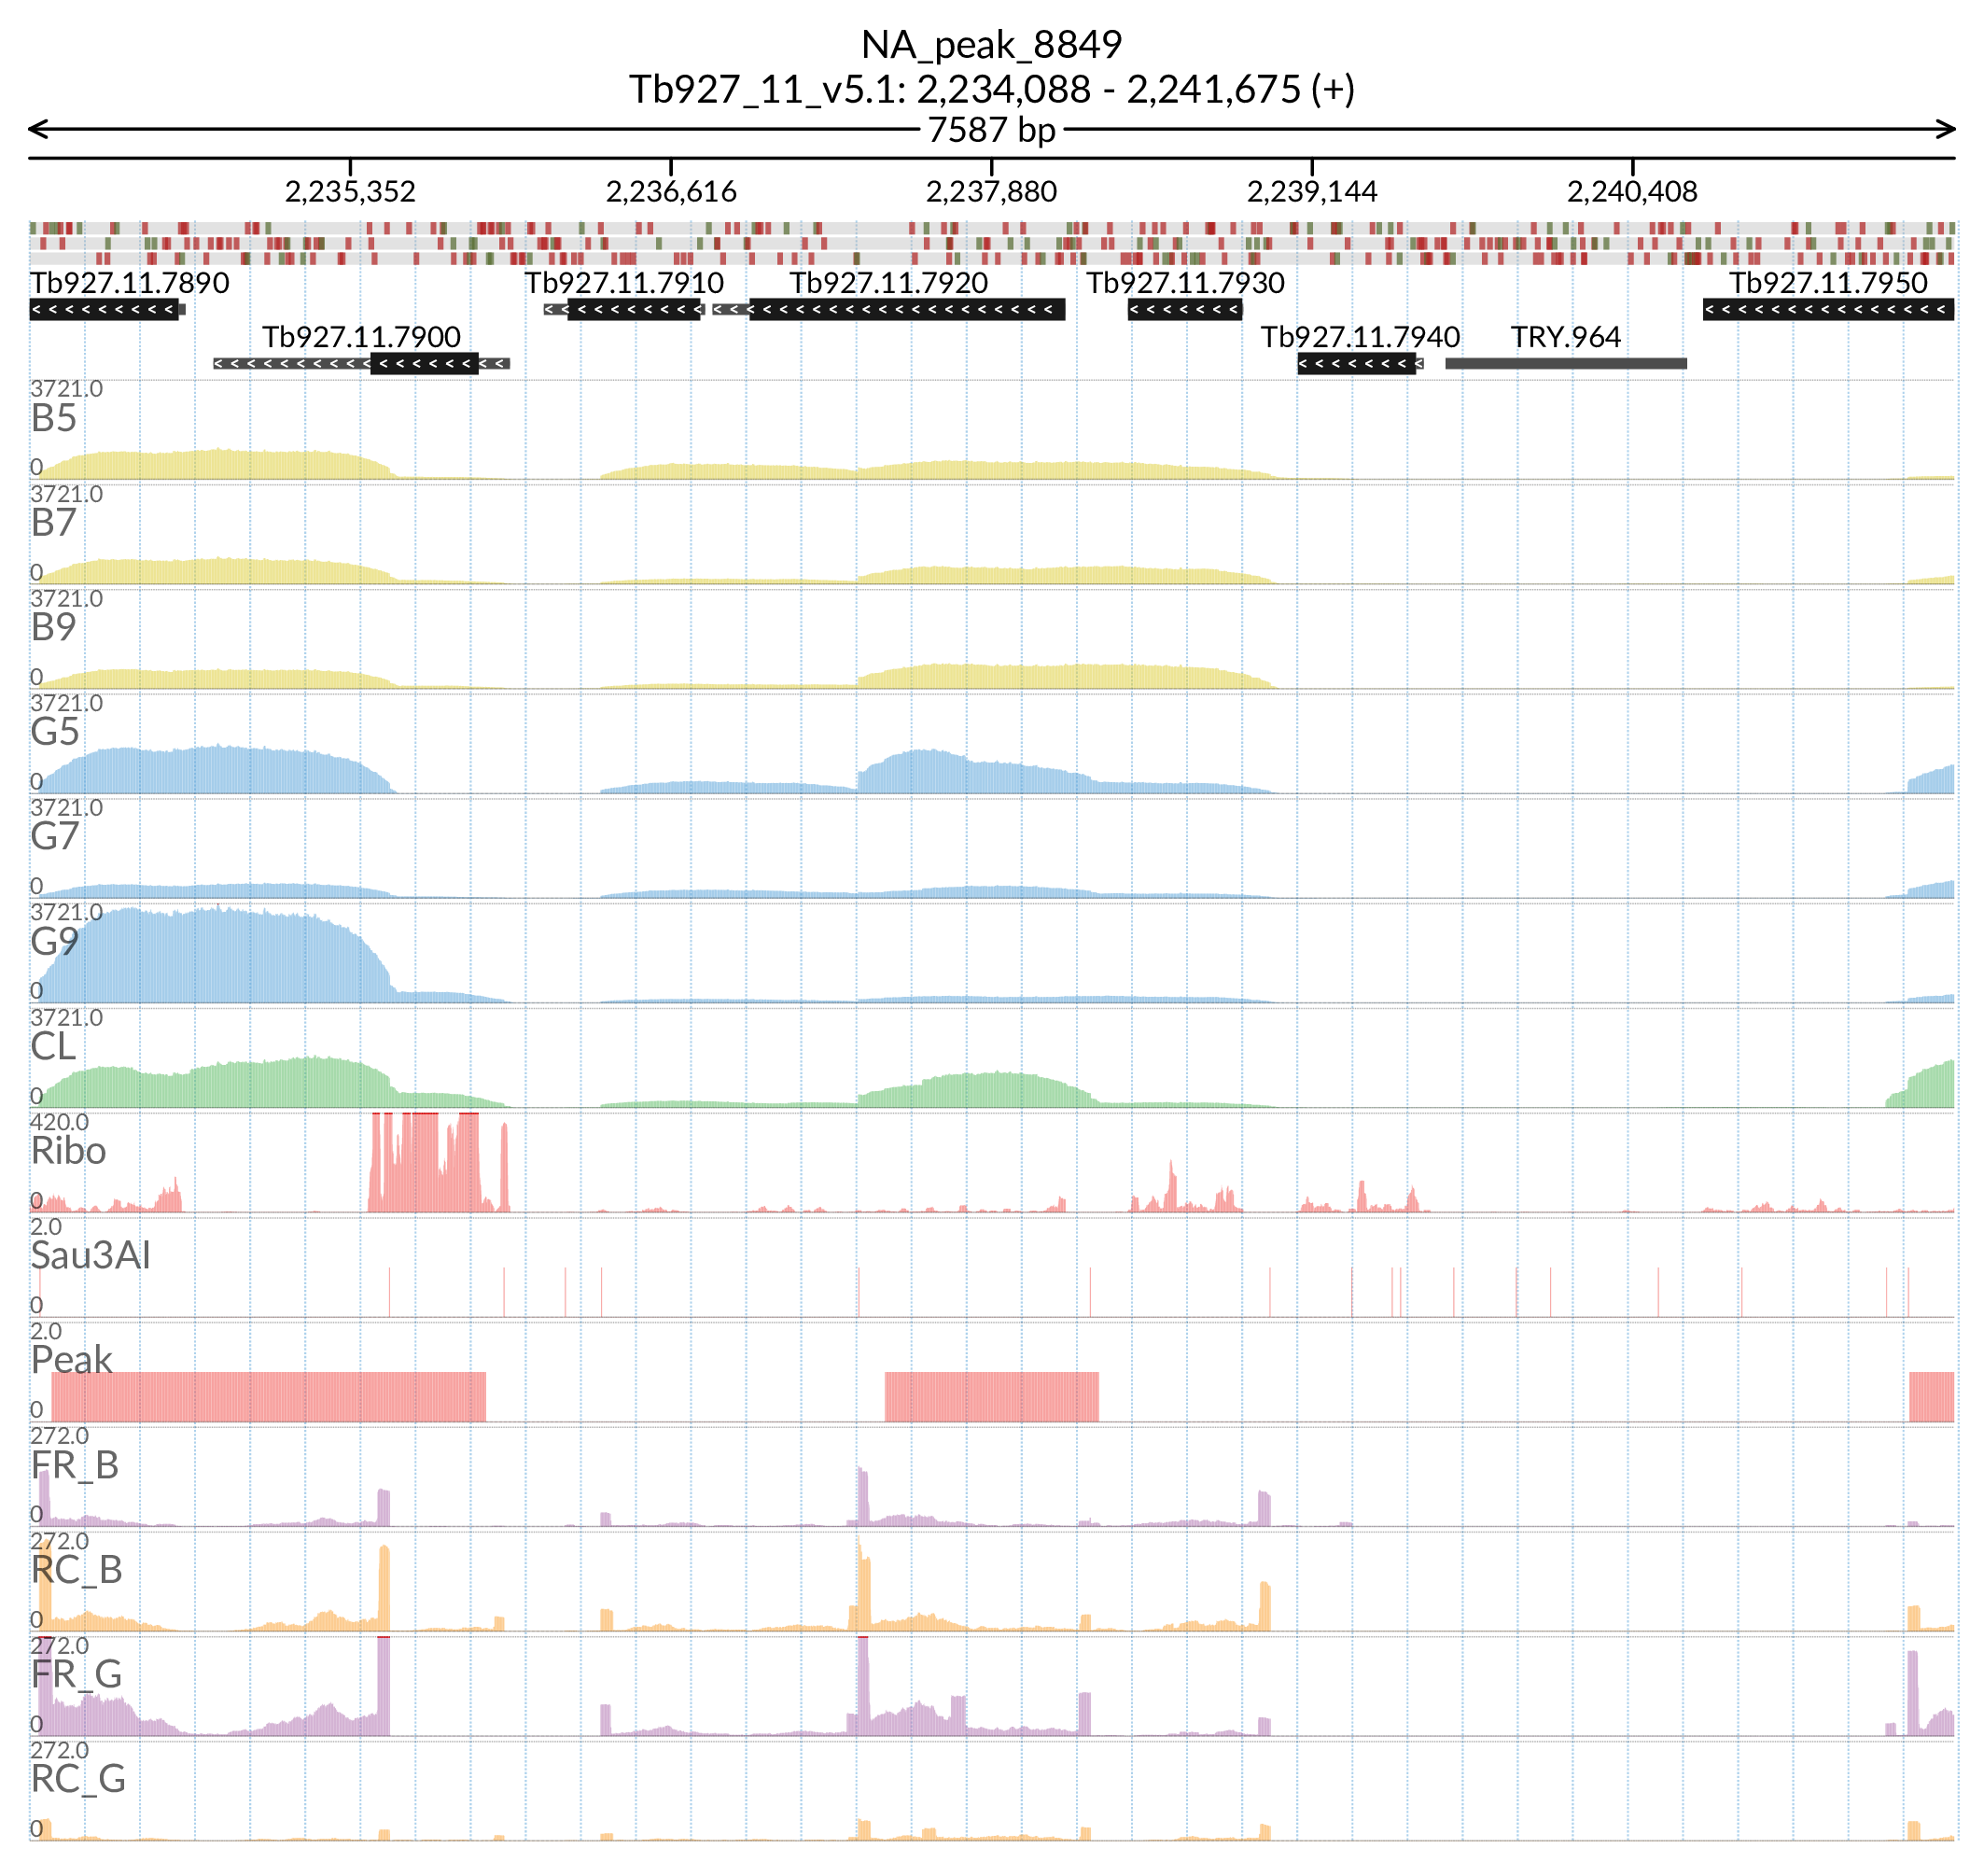 NA_peak_8849
Tb927_11_v5.1: 2,234,088 - 2,241,675 (+)
7587 bp
2,235,352 2,236,616 2,237,880 2,239,144 2,240,408
Tb927.11.7890 Tb927.11.7910 Tb927.11.7920 Tb927.11.7930 Tb927.11.7950
Tb927.11.7900 Tb927.11.7940 TRY.964
3721.0
B5
0
3721.0
B7
0
3721.0
B9
0
3721.0
G5
0
3721.0
G7
0
3721.0
G9
0
3721.0
CL
0
420.0
Ribo
0
2.0
Sau3AI
0
2.0
Peak
0
272.0
FR_B
0
272.0
RC_B
0
272.0
FR_G
0
272.0
RC_G
0